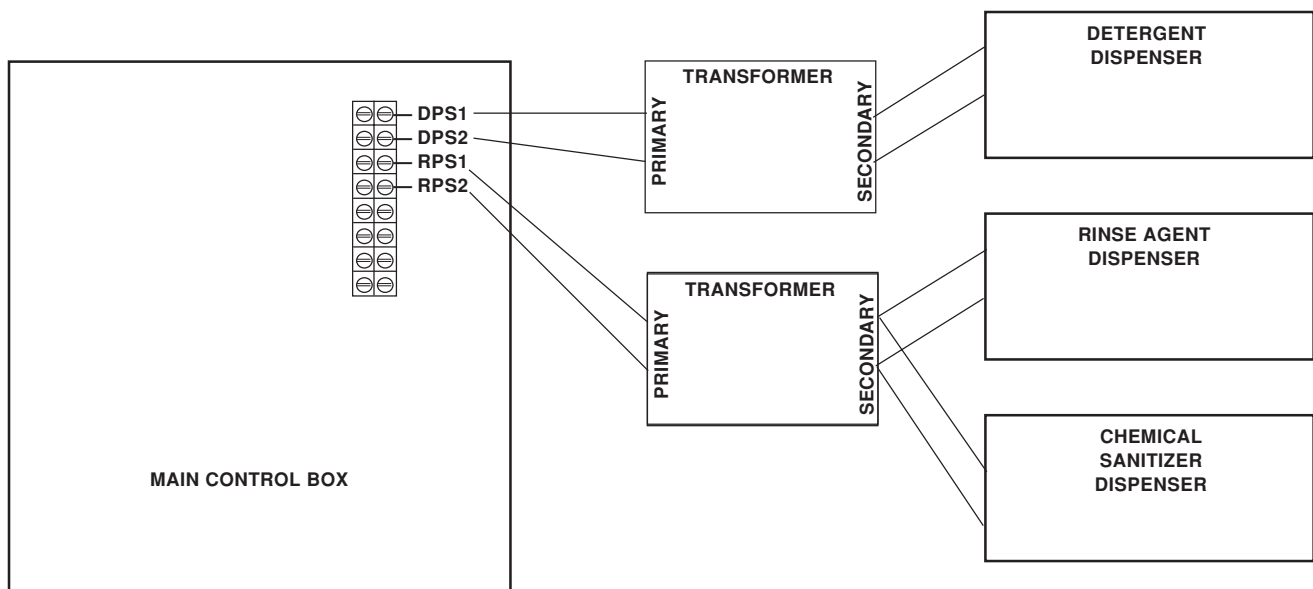 DPS1
DPS2
RPS1
RPS2
MAIN CONTROL BOX
TRANSFORMER
PRIMARY
SECONDARY
TRANSFORMER
PRIMARY
SECONDARY
DETERGENT
DISPENSER
RINSE AGENT
DISPENSER
CHEMICAL
SANITIZER
DISPENSER